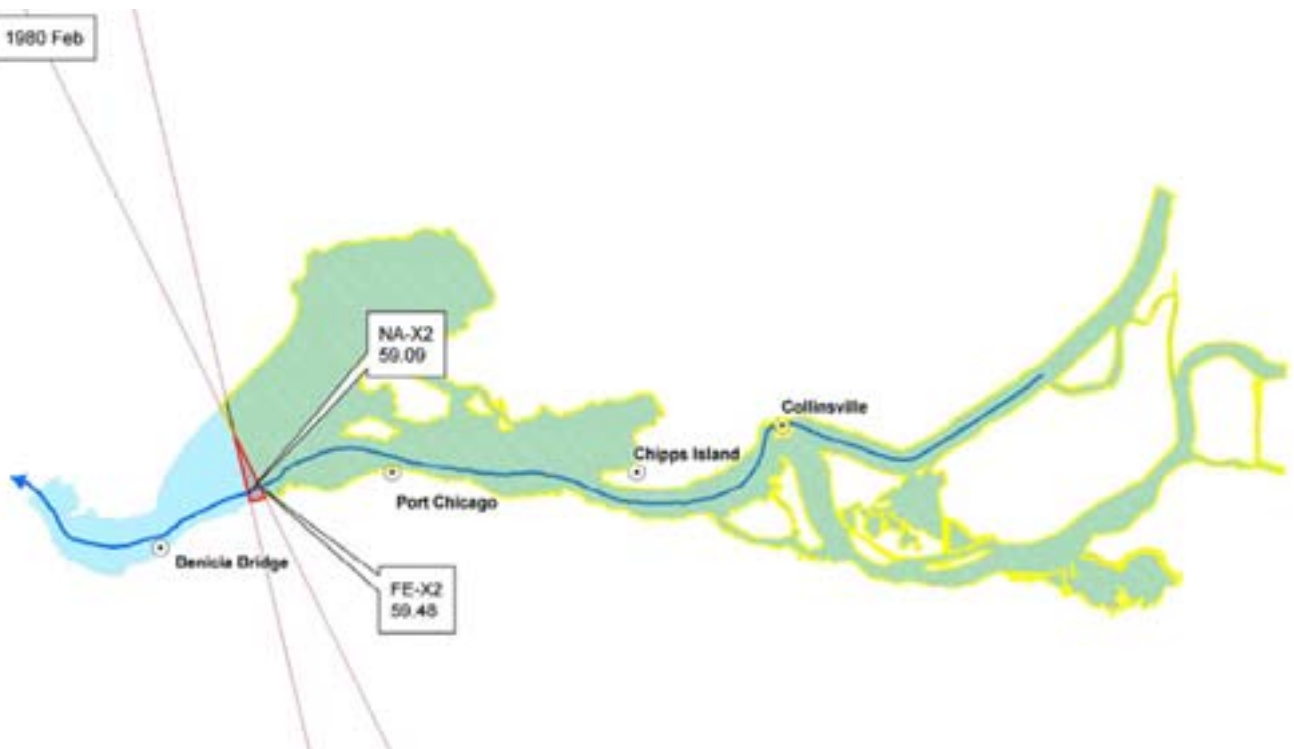 1980 Feb
NA-X2
59.09
Collinsville
Chipps Island
Port Chicago
Benicia Bridge
FE-X2
59.48